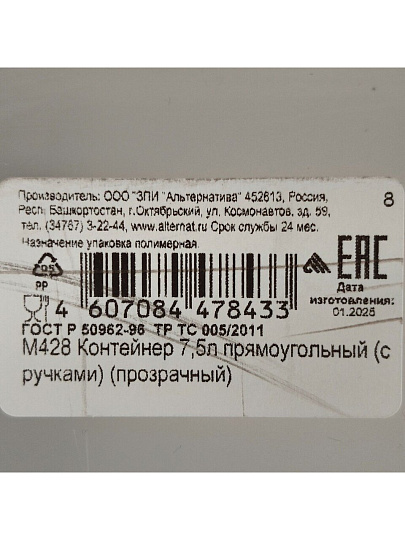 Производитель: ООО "ЗПИ "Альтернатива" 452613, Россия,
Респ. Башкортостан, г.Октябрьский, ул. Космонавтов, зд. 59,
тел. (34767) 3-22-44, www.alternat.ru Срок службы 24 мес.
Назначение упаковка полимерная.
8
05
PP
EAC
Дата
изготовления:
01.2025
4 607084 478433
ГОСТ Р 50962-96 ТР ТС 005/2011
М428 Контейнер 7,5л прямоугольный (с
ручками) (прозрачный)